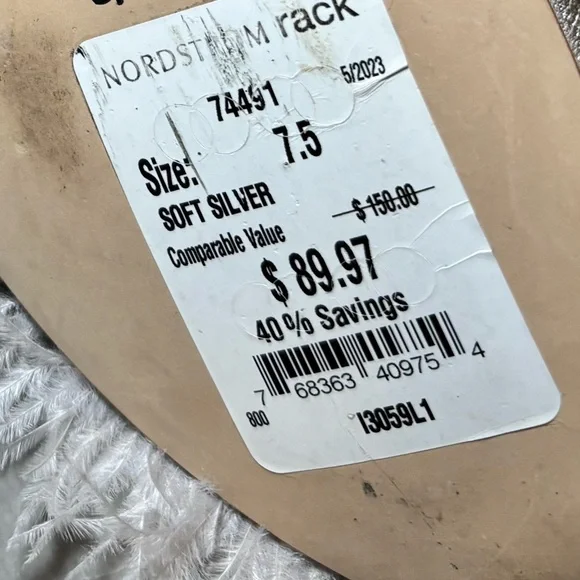 NORDSTROM rack
74491
5/2023
Size: 7.5
SOFT SILVER
$ 150.00
Comparable Value
$ 89.97
40% Savings
7 68363 40975 4
800
I3059L1